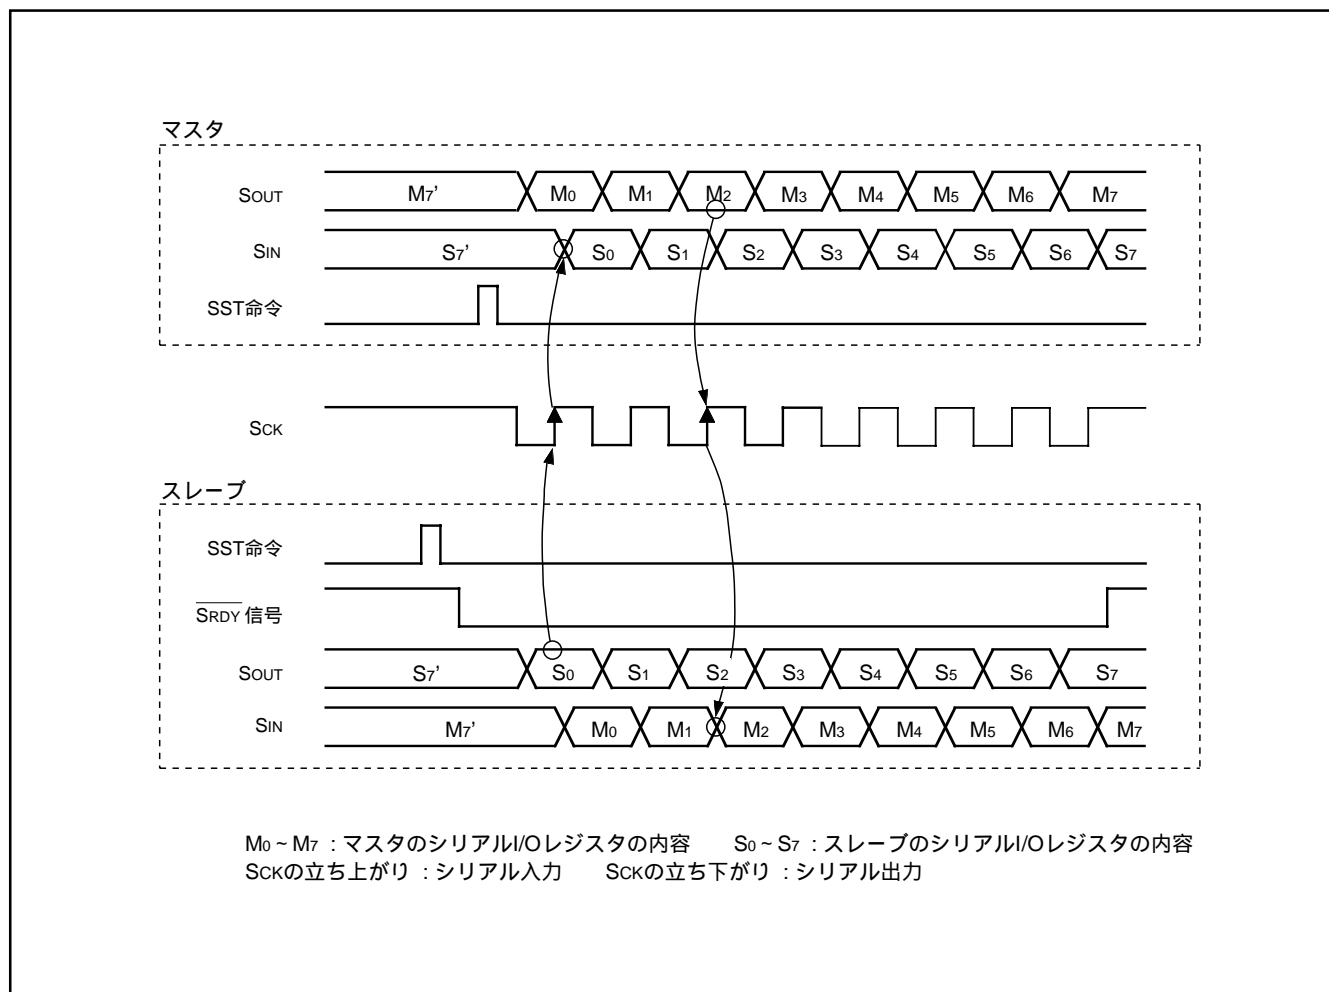 マスタ
SOUT M7’ M0 M1 M2 M3 M4 M5 M6 M7
SIN S7’ S0 S1 S2 S3 S4 S5 S6 S7
SST命令
SCK
スレーブ
SST命令
SRDY 信号
SOUT S7’ S0 S1 S2 S3 S4 S5 S6 S7
SIN M7’ M0 M1 M2 M3 M4 M5 M6 M7
M0 ~ M7 : マスタのシリアルI/Oレジスタの内容 S0 ~ S7 : スレーブのシリアルI/Oレジスタの内容
SCKの立ち上がり : シリアル入力 SCKの立ち下がり : シリアル出力